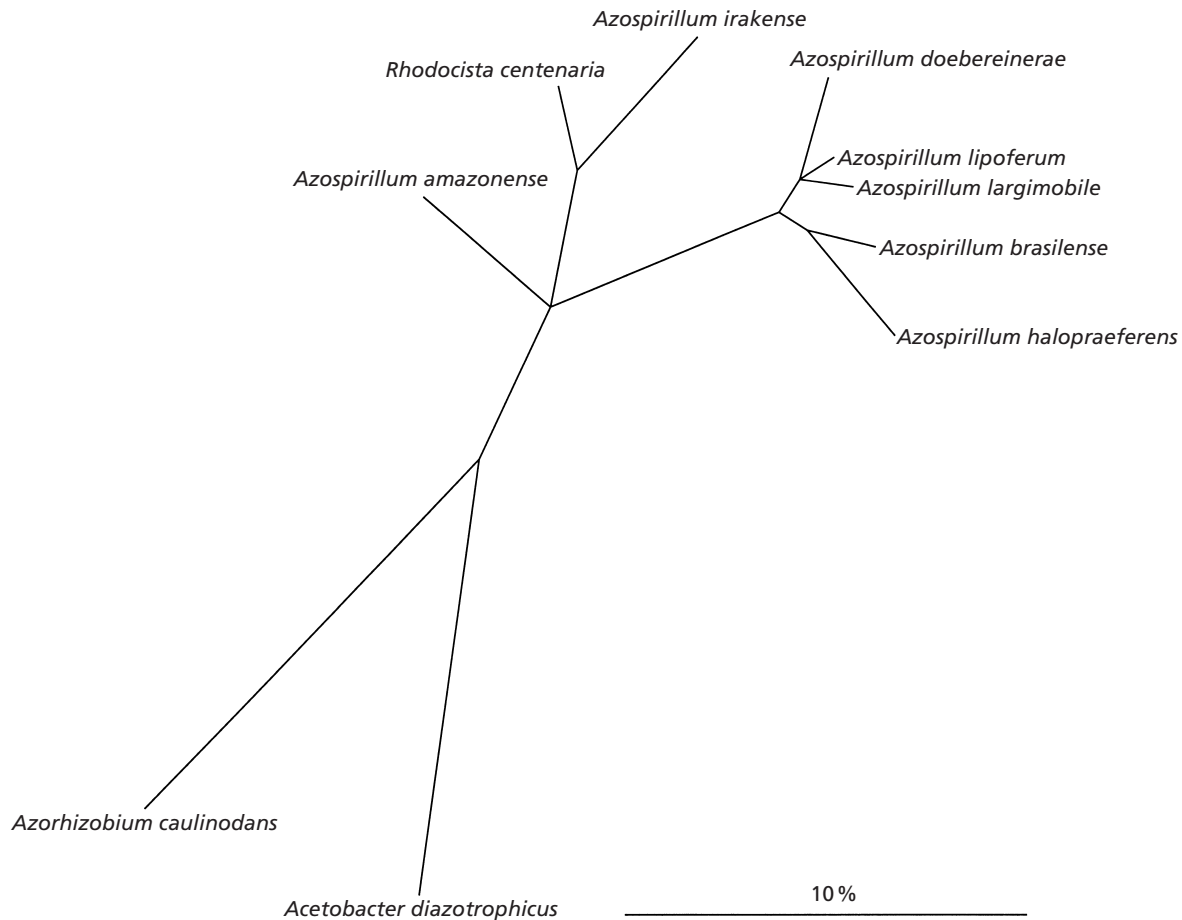 Azospirillum irakense
Azospirillum doebereinerae
Rhodocista centenaria
Azospirillum lipoferum
Azospirillum amazonense
Azospirillum largimobile
Azospirillum brasilense
Azospirillum halopraeferens
Azorhizobium caulinodans
10 %
Acetobacter diazotrophicus